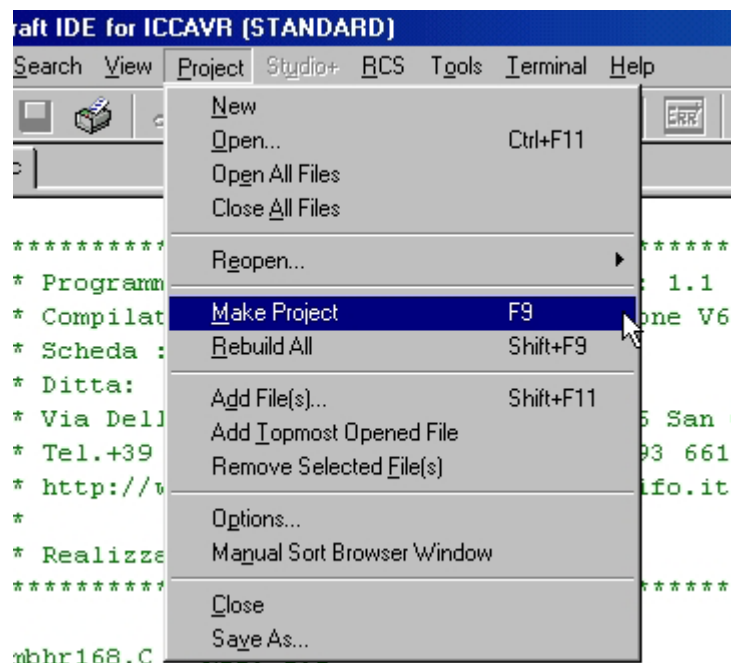 raft IDE for ICCAVR (STANDARD)
Search View Project Studio+ RCS Tools Terminal Help
ERR
c
New
Open... Ctrl+F11
Open All Files
Close All Files
*********** ******
Reopen...
* Programm : 1.1
Make Project F9
* Compilat one V6
Rebuild All Shift+F9
* Scheda :
Add File(s)... Shift+F11
* Ditta:
Add Topmost Opened File
* Via Dell San
Remove Selected File(s)
* Tel.+39 93 661
* http:// ifo.it
Options...
*
Manual Sort Browser Window
* Realizza
*********** ******
Close
Save As...
mbhr168.C